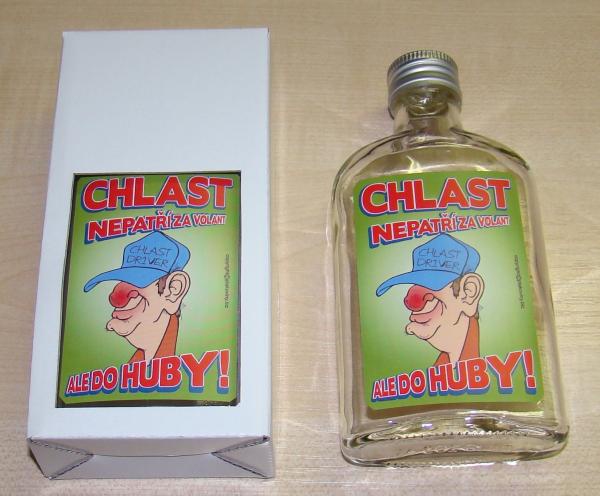 CHLAST
NEPATŘÍ ZA VOLANT
CHLAST
DRIVER
ALE DO HUBY!
CHLAST
NEPATŘÍ ZA VOLANT
CHLAST
DRIVER
ALE DO HUBY!